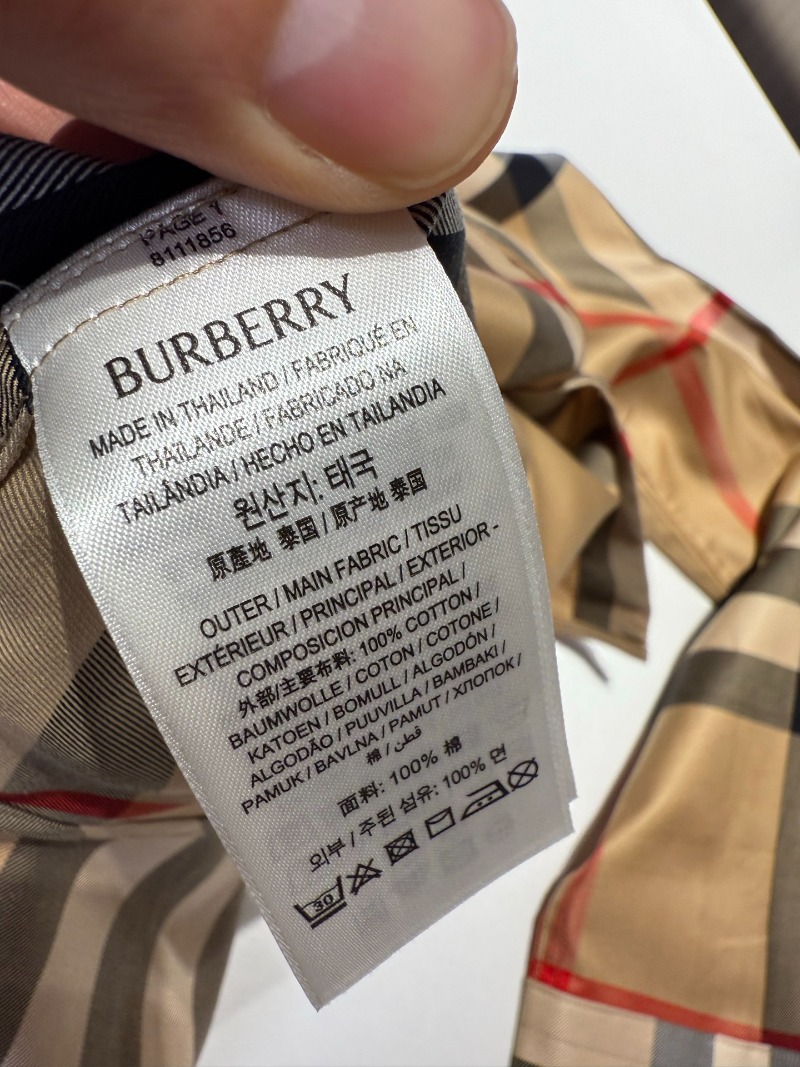 PAGE 1
8111856
BURBERRY
MADE IN THAILAND / FABRIQUÉ EN
THAÏLANDE / FABRICADO NA
TAILÂNDIA / HECHO EN TAILANDIA
원산지: 태국
原產地 泰国 / 原产地 泰国
OUTER / MAIN FABRIC / TISSU
EXTÉRIEUR / PRINCIPAL / EXTERIOR -
COMPOSICION PRINCIPAL /
外部/主要布料: 100% COTTON /
BAUMWOLLE / COTON / COTONE /
KATOEN / BOMULL / ALGODÓN /
ALGODÃO / PUUVILLA / BAMBAKI /
PAMUK / BAVLNA / PAMUT / ХЛОПОК /
棉 / قطن
面料: 100% 棉
외부 / 주된 섬유: 100% 면
30